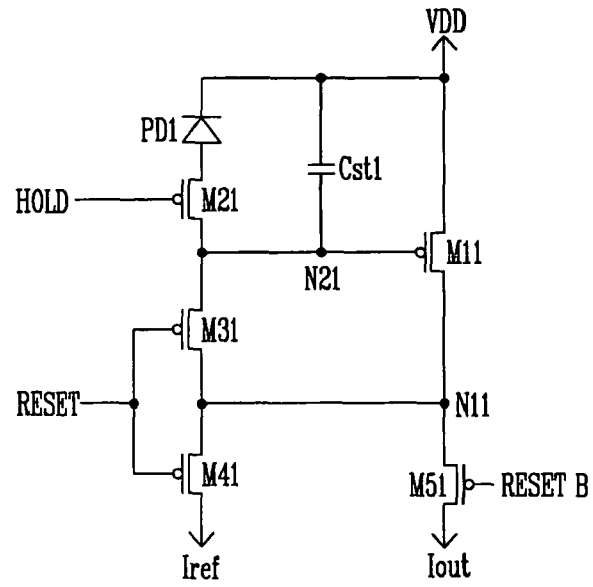 VDD
PD1
Cst1
HOLD
M21
M11
N21
M31
RESET
N11
M41
M51
RESET B
Iref
Iout